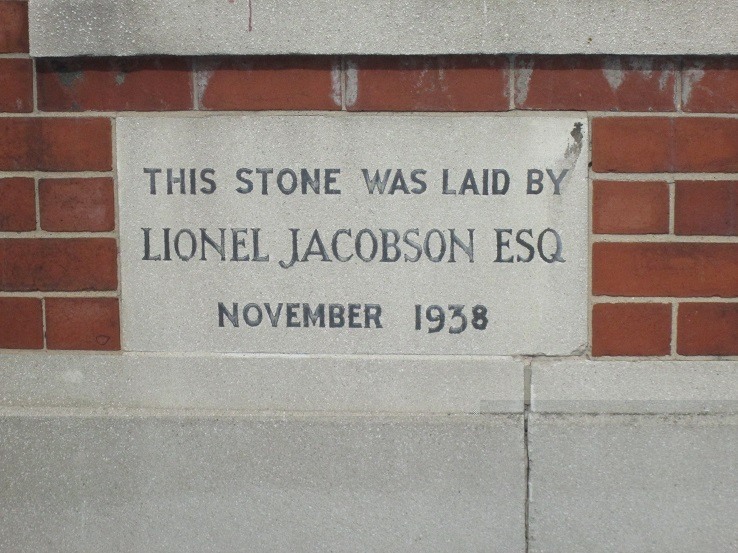 THIS STONE WAS LAID BY
LIONEL JACOBSON ESQ
NOVEMBER 1938